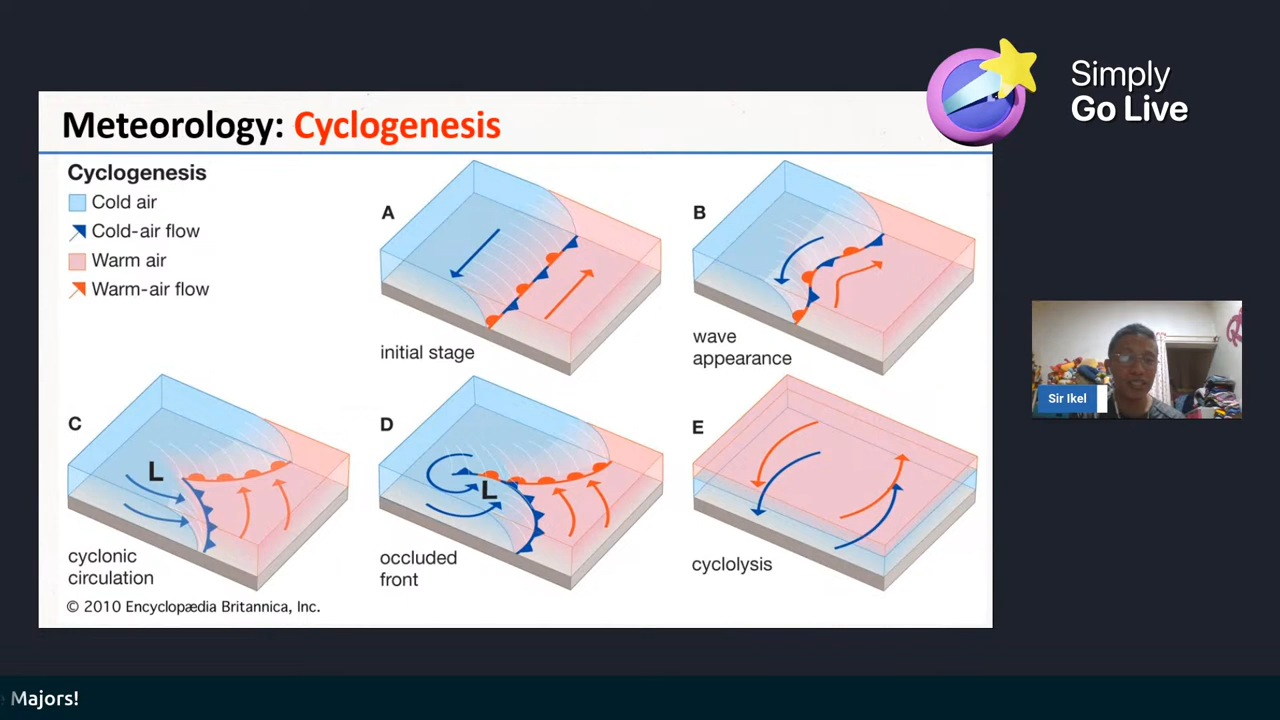 Simply
Go Live
Meteorology: Cyclogenesis
Cyclogenesis
Cold air
Cold-air flow
Warm air
Warm-air flow
A
initial stage
B
wave
appearance
C
L
cyclonic
circulation
D
L
occluded
front
E
cyclolysis
© 2010 Encyclopædia Britannica, Inc.
Sir Ikel
Majors!